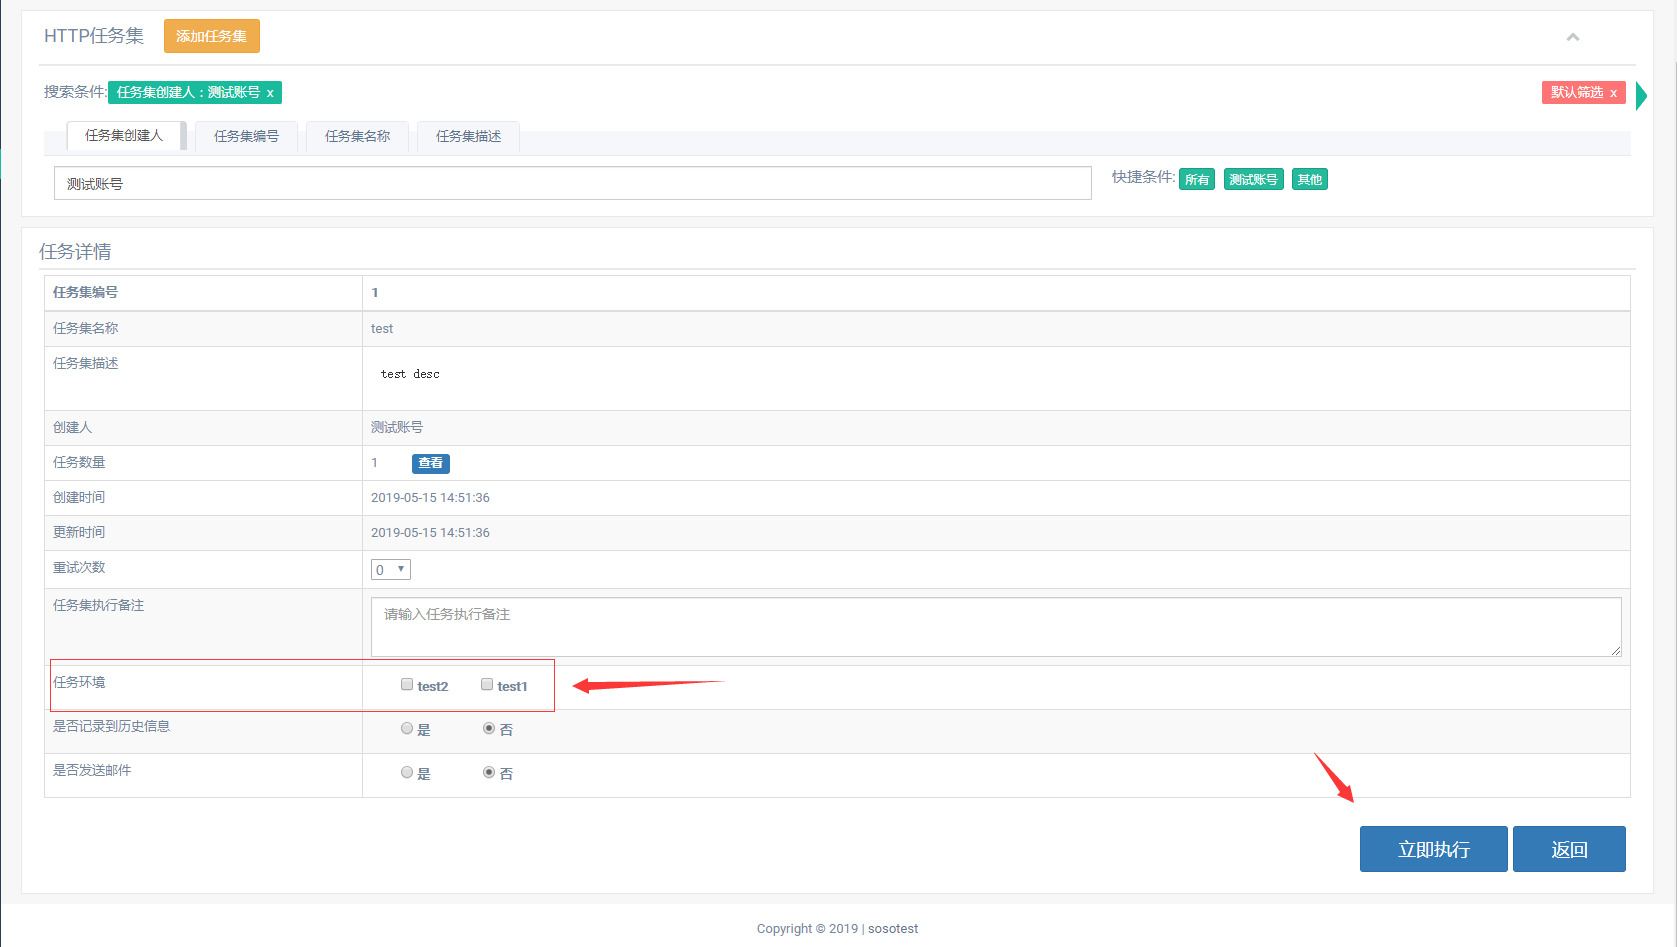 HTTP任务集 添加任务集
搜索条件: 任务集创建人：测试账号 x 默认筛选 x
任务集创建人 任务集编号 任务集名称 任务集描述
测试账号 快捷条件: 所有 测试账号 其他
任务详情
任务集编号 1
任务集名称 test
任务集描述 test desc
创建人 测试账号
任务数量 1 查看
创建时间 2019-05-15 14:51:36
更新时间 2019-05-15 14:51:36
重试次数 0
任务集执行备注 请输入任务执行备注
任务环境 test2 test1
是否记录到历史信息 是 否
是否发送邮件 是 否
立即执行 返回
Copyright © 2019 | sosotest